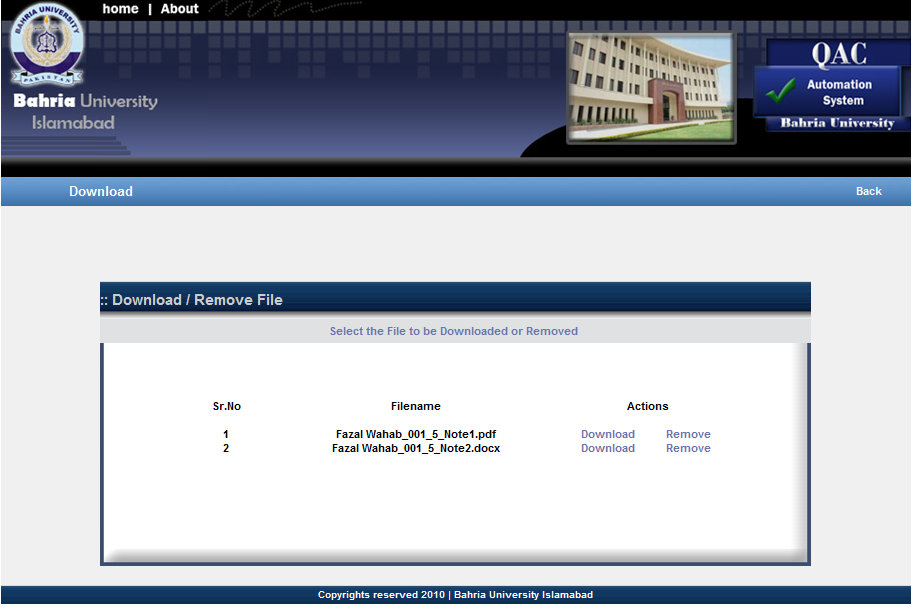 home | About
BAHRIA UNIVERSITY
PAKISTAN
Bahria University
Islamabad
QAC
Automation
System
Bahria University
Download Back
:: Download / Remove File
Select the File to be Downloaded or Removed
Sr.No Filename Actions
1 Fazal Wahab_001_5_Note1.pdf Download Remove
2 Fazal Wahab_001_5_Note2.docx Download Remove
Copyrights reserved 2010 | Bahria University Islamabad